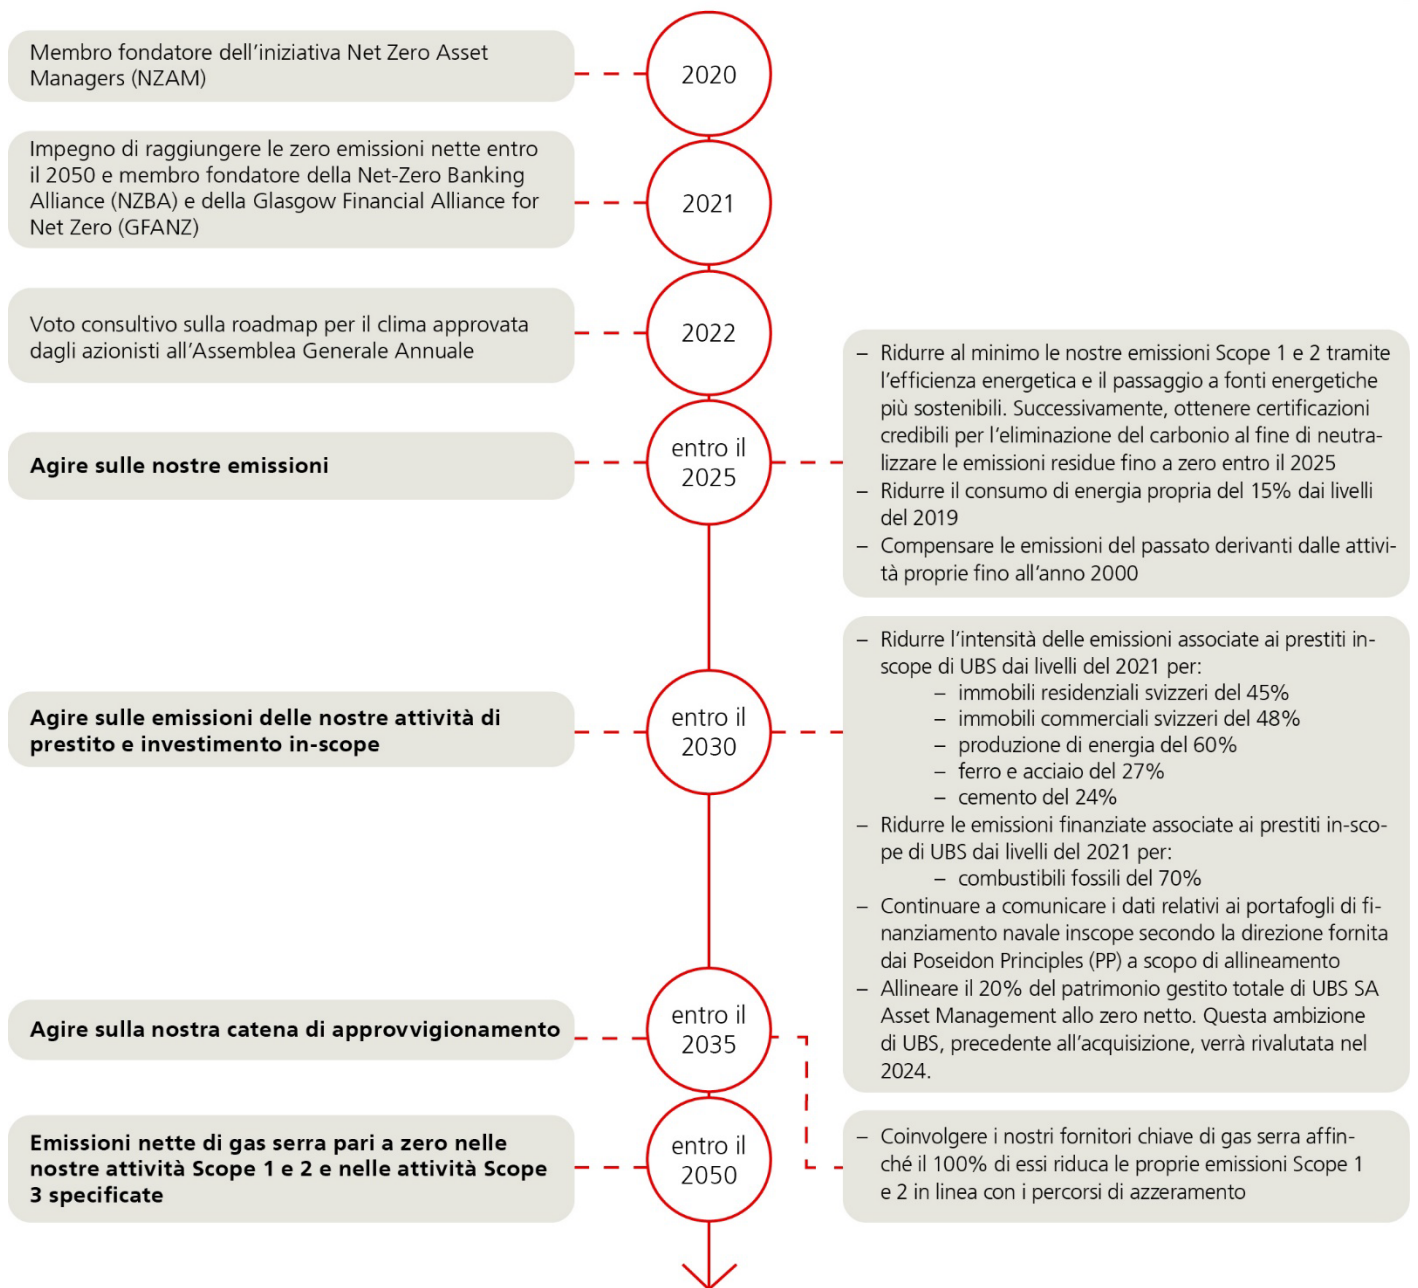 Membro fondatore dell'iniziativa Net Zero Asset
Managers (NZAM)
2020
Impegno di raggiungere le zero emissioni nette entro
il 2050 e membro fondatore della Net-Zero Banking
Alliance (NZBA) e della Glasgow Financial Alliance for
Net Zero (GFANZ)
2021
Voto consultivo sulla roadmap per il clima approvata
dagli azionisti all'Assemblea Generale Annuale
2022
Agire sulle nostre emissioni
entro il
2025
– Ridurre al minimo le nostre emissioni Scope 1 e 2 tramite
l'efficienza energetica e il passaggio a fonti energetiche
più sostenibili. Successivamente, ottenere certificazioni
credibili per l'eliminazione del carbonio al fine di neutra-
lizzare le emissioni residue fino a zero entro il 2025
– Ridurre il consumo di energia propria del 15% dai livelli
del 2019
– Compensare le emissioni del passato derivanti dalle attivi-
tà proprie fino all'anno 2000
Agire sulle emissioni delle nostre attività di
prestito e investimento in-scope
entro il
2030
– Ridurre l'intensità delle emissioni associate ai prestiti in-
scope di UBS dai livelli del 2021 per:
– immobili residenziali svizzeri del 45%
– immobili commerciali svizzeri del 48%
– produzione di energia del 60%
– ferro e acciaio del 27%
– cemento del 24%
– Ridurre le emissioni finanziate associate ai prestiti in-sco-
pe di UBS dai livelli del 2021 per:
– combustibili fossili del 70%
– Continuare a comunicare i dati relativi ai portafogli di fi-
nanziamento navale inscope secondo la direzione fornita
dai Poseidon Principles (PP) a scopo di allineamento
– Allineare il 20% del patrimonio gestito totale di UBS SA
Asset Management allo zero netto. Questa ambizione
di UBS, precedente all'acquisizione, verrà rivalutata nel
2024.
Agire sulla nostra catena di approvvigionamento
entro il
2035
– Coinvolgere i nostri fornitori chiave di gas serra affin-
ché il 100% di essi riduca le proprie emissioni Scope 1
e 2 in linea con i percorsi di azzeramento
Emissioni nette di gas serra pari a zero nelle
nostre attività Scope 1 e 2 e nelle attività Scope
3 specificate
entro il
2050